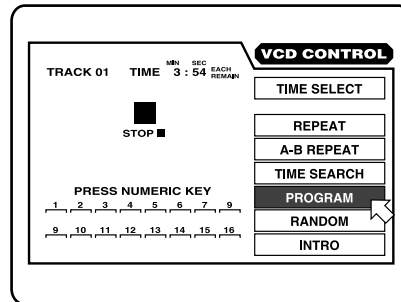 VCD CONTROL
TRACK 01 TIME MIN 3 : SEC 54 EACH REMAIN
TIME SELECT
STOP
REPEAT
A-B REPEAT
TIME SEARCH
PRESS NUMERIC KEY
PROGRAM
1 2 3 4 5 6 7 9
RANDOM
9 10 11 12 13 14 15 16
INTRO